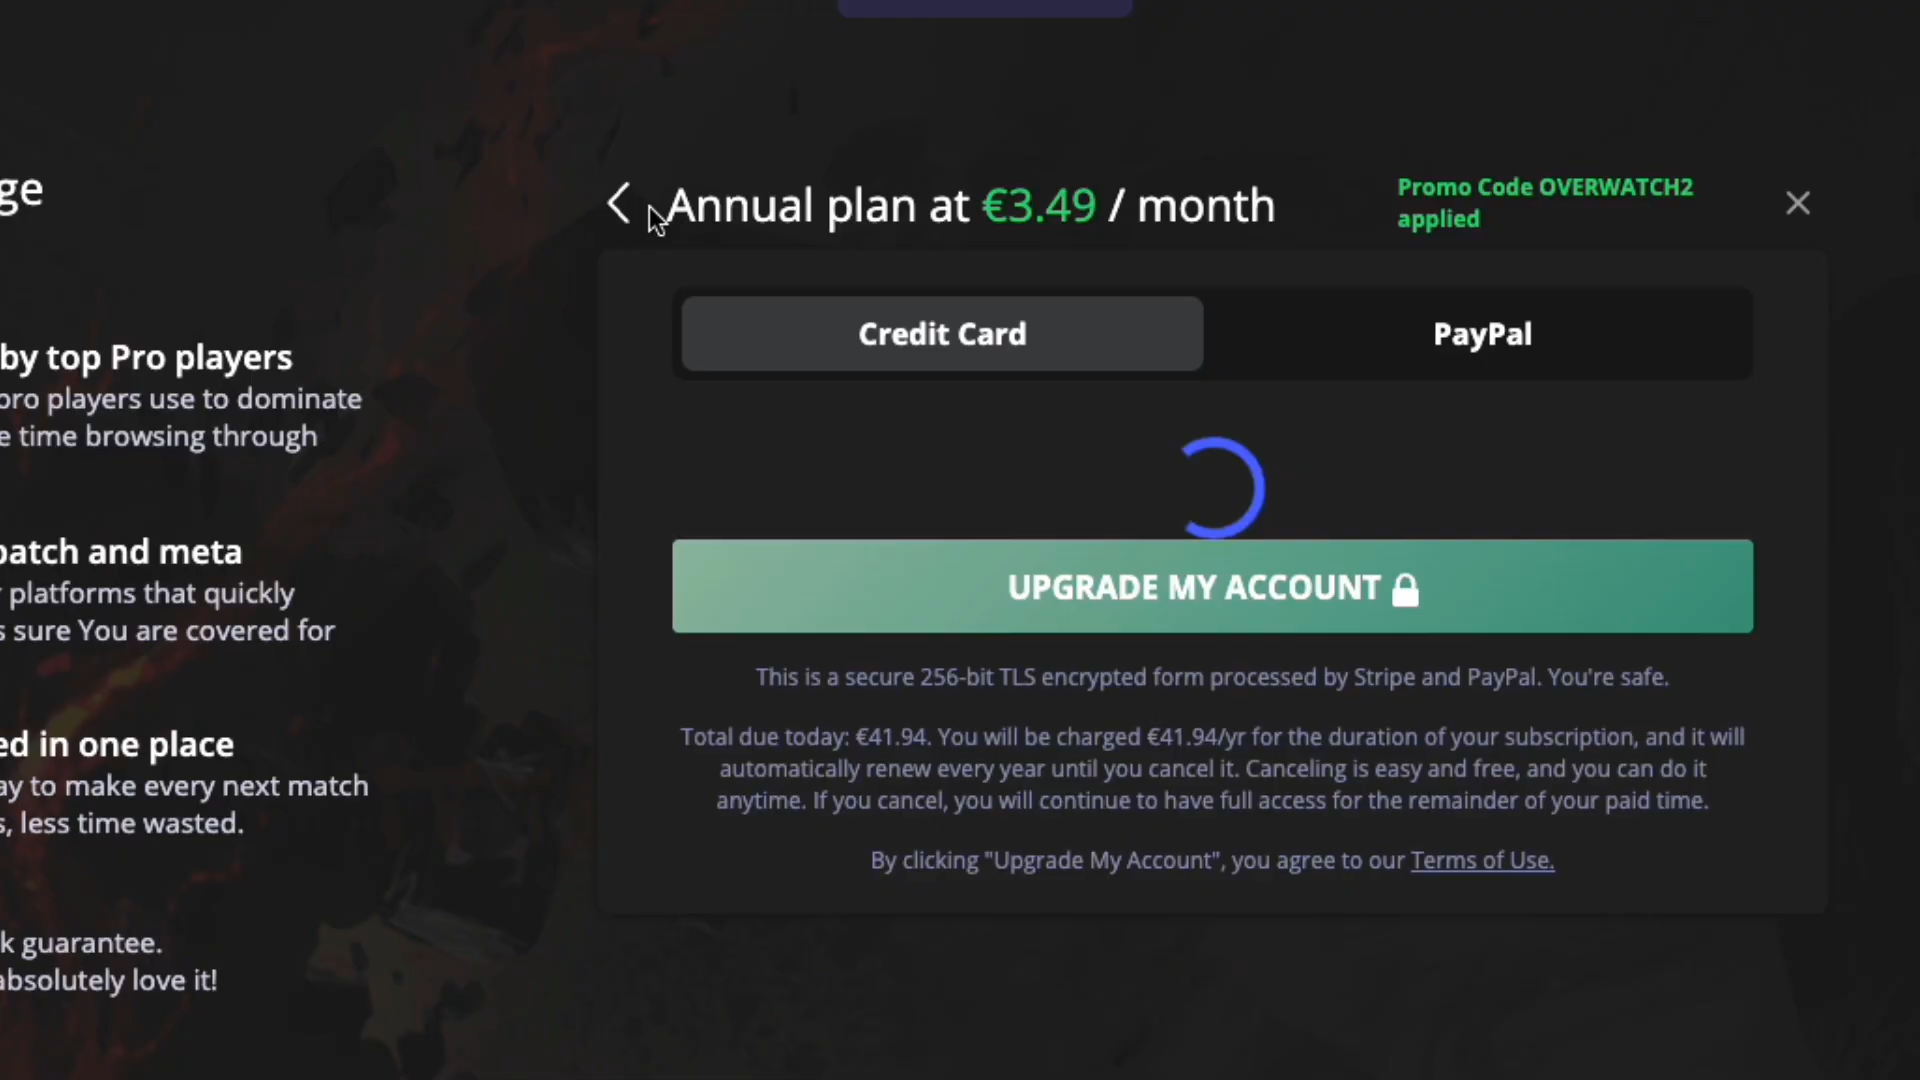 ge
by top Pro players
pro players use to dominate
e time browsing through
patch and meta
r platforms that quickly
s sure You are covered for
ed in one place
ay to make every next match
s, less time wasted.
k guarantee.
absolutely love it!
Annual plan at €3.49 / month
Promo Code OVERWATCH2
applied
Credit Card
PayPal
UPGRADE MY ACCOUNT
This is a secure 256-bit TLS encrypted form processed by Stripe and PayPal. You're safe.
Total due today: €41.94. You will be charged €41.94/yr for the duration of your subscription, and it will
automatically renew every year until you cancel it. Canceling is easy and free, and you can do it
anytime. If you cancel, you will continue to have full access for the remainder of your paid time.
By clicking "Upgrade My Account", you agree to our Terms of Use.